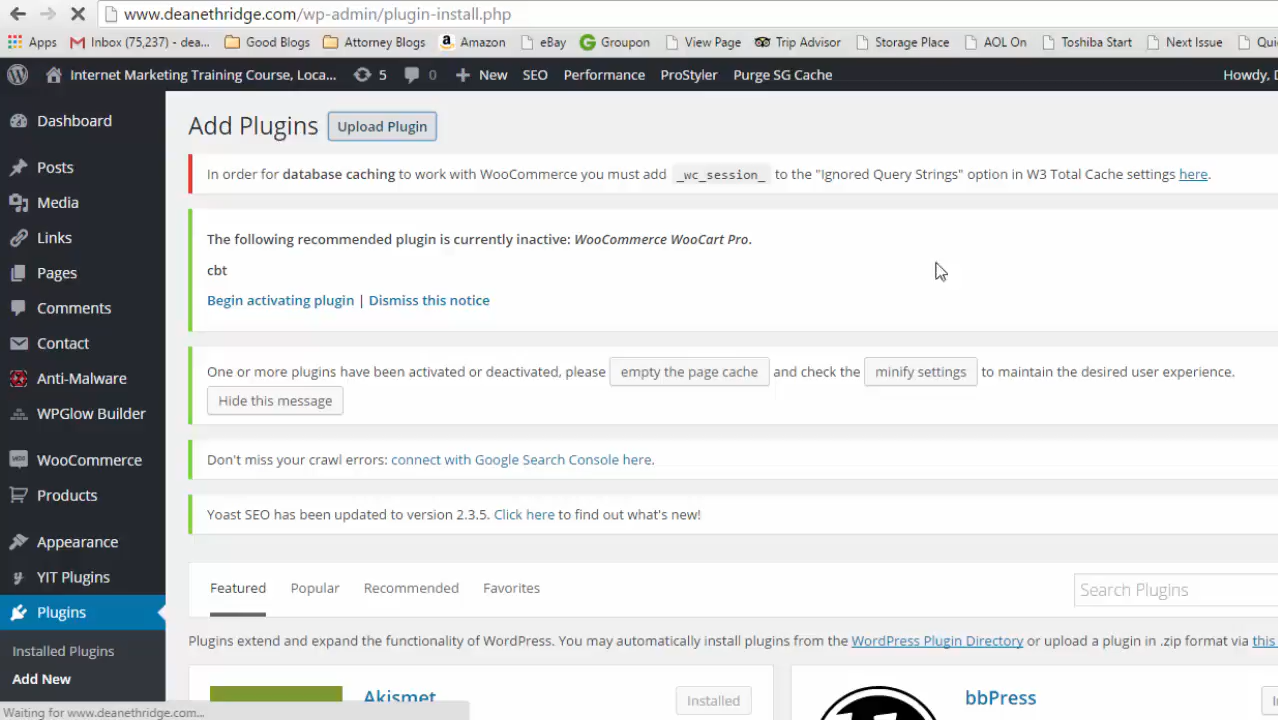 www.deanethridge.com/wp-admin/plugin-install.php
Apps Inbox (75,237) - dea... Good Blogs Attorney Blogs Amazon eBay Groupon View Page Trip Advisor Storage Place AOL On Toshiba Start Next Issue
Internet Marketing Training Course, Loca... 5 0 New SEO Performance ProStyler Purge SG Cache Howdy,
Dashboard
Posts
Media
Links
Pages
Comments
Contact
Anti-Malware
WPGlow Builder
WooCommerce
Products
Appearance
YIT Plugins
Plugins
Installed Plugins
Add New
Add Plugins Upload Plugin
In order for database caching to work with WooCommerce you must add _wc_session_ to the "Ignored Query Strings" option in W3 Total Cache settings here.
The following recommended plugin is currently inactive: WooCommerce WooCart Pro.
cbt
Begin activating plugin | Dismiss this notice
One or more plugins have been activated or deactivated, please empty the page cache and check the minify settings to maintain the desired user experience.
Hide this message
Don't miss your crawl errors: connect with Google Search Console here.
Yoast SEO has been updated to version 2.3.5. Click here to find out what's new!
Featured Popular Recommended Favorites Search Plugins
Plugins extend and expand the functionality of WordPress. You may automatically install plugins from the WordPress Plugin Directory or upload a plugin in .zip format via this
Akismet Installed bbPress
Waiting for www.deanethridge.com...